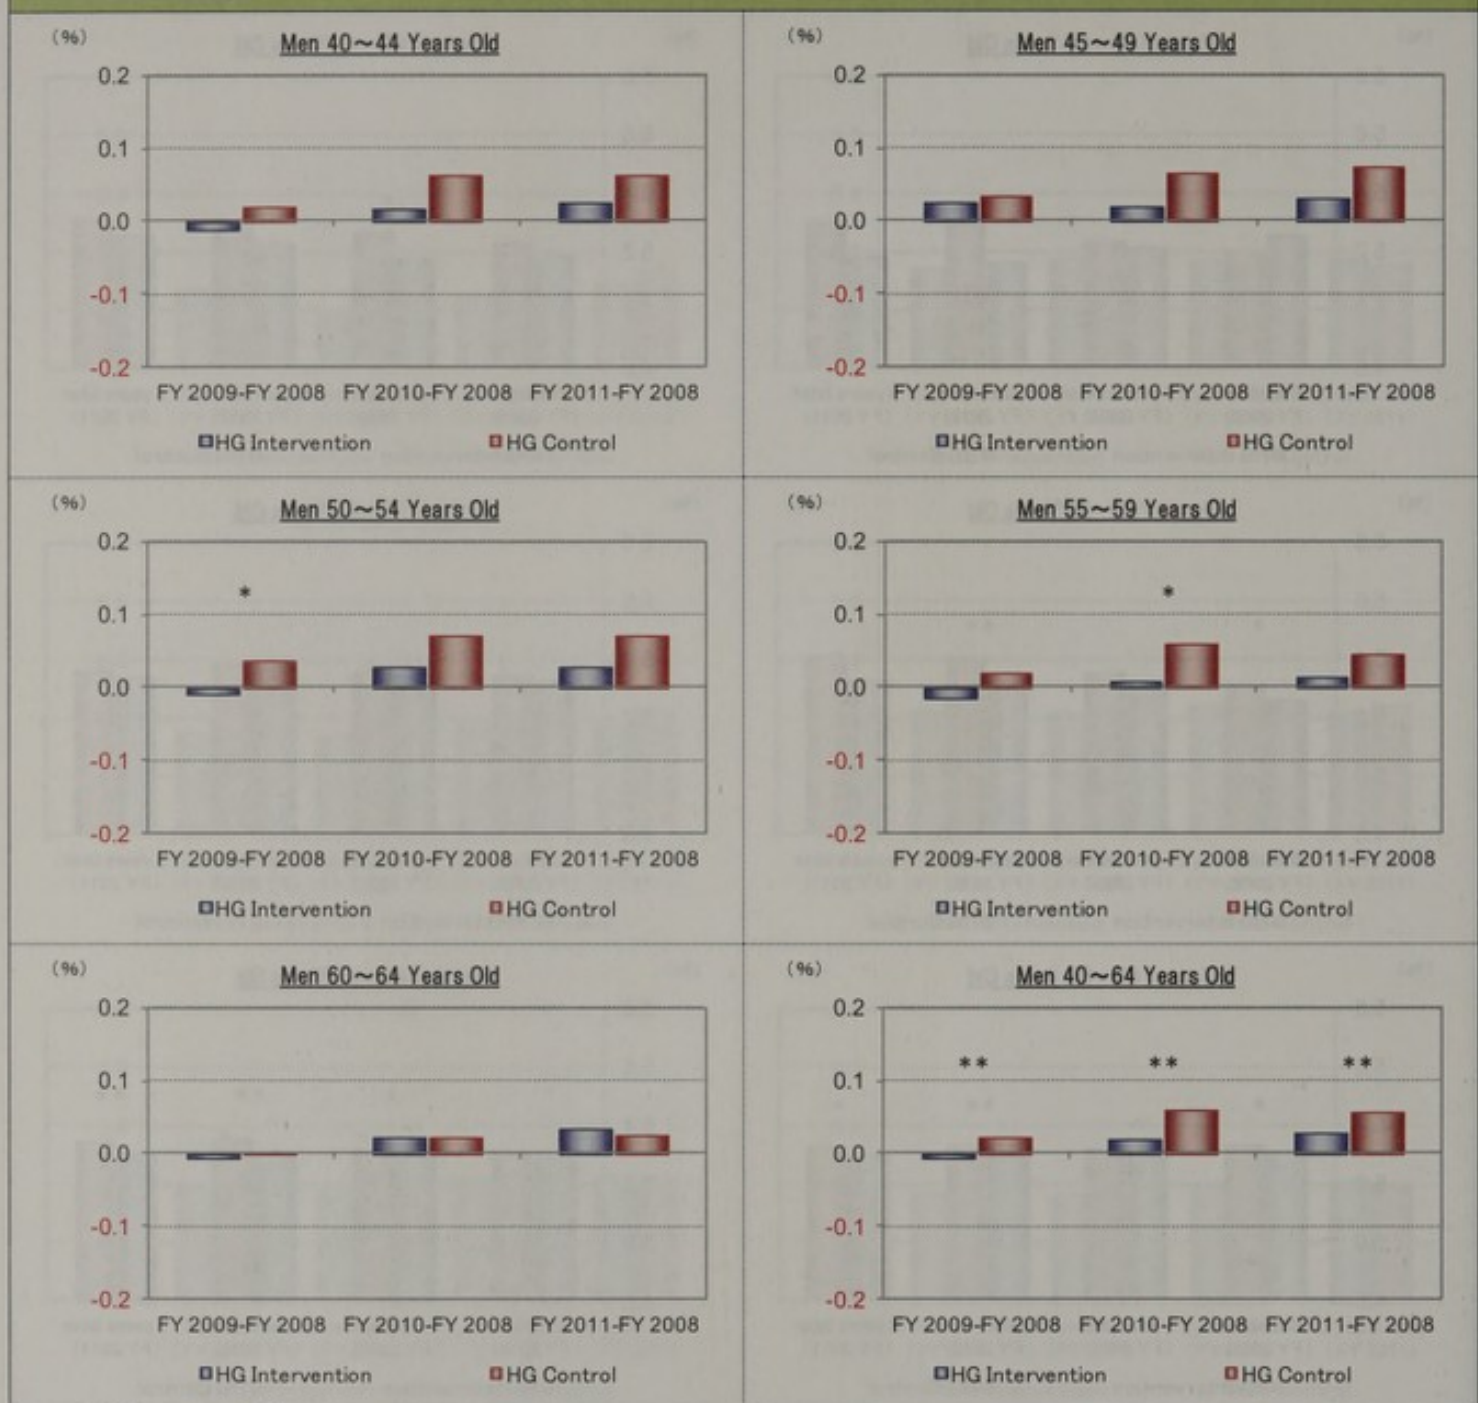 (%)
Men 40～44 Years Old
0.2
0.1
0.0
-0.1
-0.2
FY 2009-FY 2008 FY 2010-FY 2008 FY 2011-FY 2008
HG Intervention HG Control
(%)
Men 45～49 Years Old
0.2
0.1
0.0
-0.1
-0.2
FY 2009-FY 2008 FY 2010-FY 2008 FY 2011-FY 2008
HG Intervention HG Control
(%)
Men 50～54 Years Old
0.2
*
0.1
0.0
-0.1
-0.2
FY 2009-FY 2008 FY 2010-FY 2008 FY 2011-FY 2008
HG Intervention HG Control
(%)
Men 55～59 Years Old
0.2
*
0.1
0.0
-0.1
-0.2
FY 2009-FY 2008 FY 2010-FY 2008 FY 2011-FY 2008
HG Intervention HG Control
(%)
Men 60～64 Years Old
0.2
0.1
0.0
-0.1
-0.2
FY 2009-FY 2008 FY 2010-FY 2008 FY 2011-FY 2008
HG Intervention HG Control
(%)
Men 40～64 Years Old
0.2
** ** **
0.1
0.0
-0.1
-0.2
FY 2009-FY 2008 FY 2010-FY 2008 FY 2011-FY 2008
HG Intervention HG Control